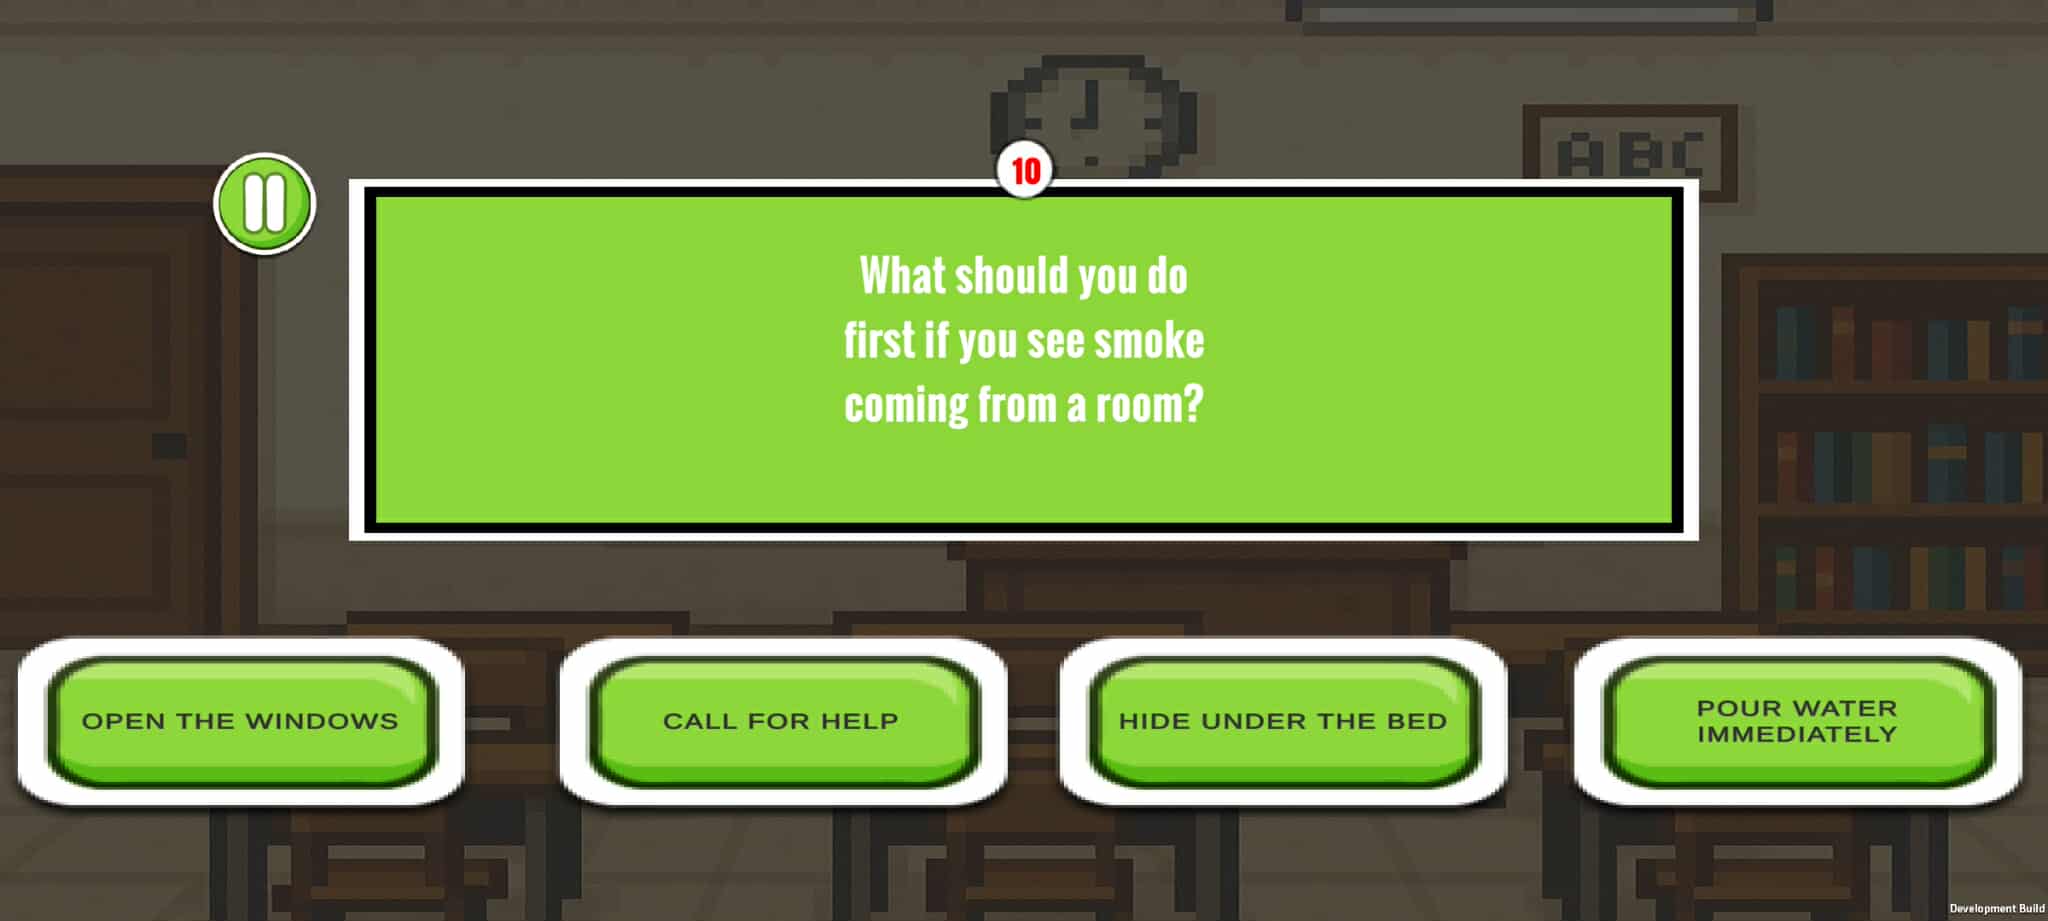 ABC
10
What should you do
first if you see smoke
coming from a room?
OPEN THE WINDOWS
CALL FOR HELP
HIDE UNDER THE BED
POUR WATER
IMMEDIATELY
Development Build